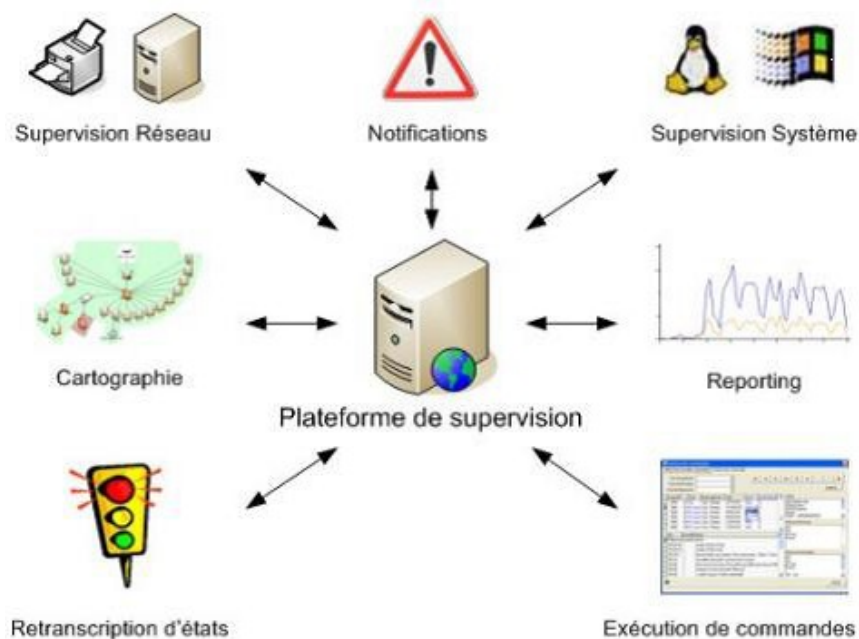 Supervision Réseau
Notifications
Supervision Système
Cartographie
Plateforme de supervision
Reporting
Retranscription d'états
Exécution de commandes